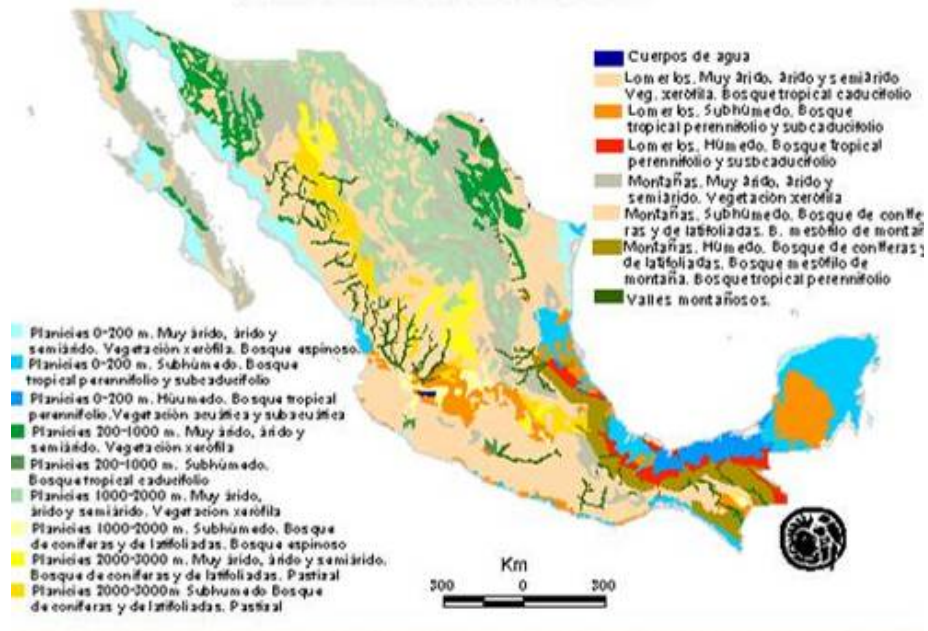 Cuerpos de agua
Lomeríos. Muy árido, árido y semiárido
Veg. xerófila. Bosque tropical caducifolio
Lomeríos. Subhúmedo. Bosque
tropical perennifolio y subcaducifolio
Lomeríos. Húmedo. Bosque tropical
perennifolio y susbcaducifolio
Montañas. Muy árido, árido y
semiárido. Vegetación xerófila
Montañas. Subhúmedo. Bosque de conífe
ras y de latifoliadas. B. mesófilo de montañ
Montañas. Húmedo. Bosque de coníferas y
de latifoliadas. Bosque mesófilo de
montaña. Bosque tropical perennifolio
Valles montañosos.
Planicies 0-200 m. Muy árido, árido y
semiárido. Vegetación xerófila. Bosque espinoso.
Planicies 0-200 m. Subhúmedo. Bosque
tropical perennifolio y subcaducifolio
Planicies 0-200 m. Húumedo. Bosque tropical
perennifolio. Vegetación acuática y subacuática
Planicies 200-1000 m. Muy árido, árido y
semiárido. Vegetación xerófila
Planicies 200-1000 m. Subhúmedo.
Bosque tropical caducifolio
Planicies 1000-2000 m. Muy árido,
árido y semiárido. Vegetación xerófila
Planicies 1000-2000 m. Subhúmedo. Bosque
de coníferas y de latifoliadas. Bosque espinoso
Planicies 2000-3000 m. Muy árido, árido y semiárido.
Bosque de coníferas y de latifoliadas. Pastizal
Planicies 2000-3000m Subhumedo Bosque
de coníferas y de latifoliadas. Pastizal
Km
300 0 300